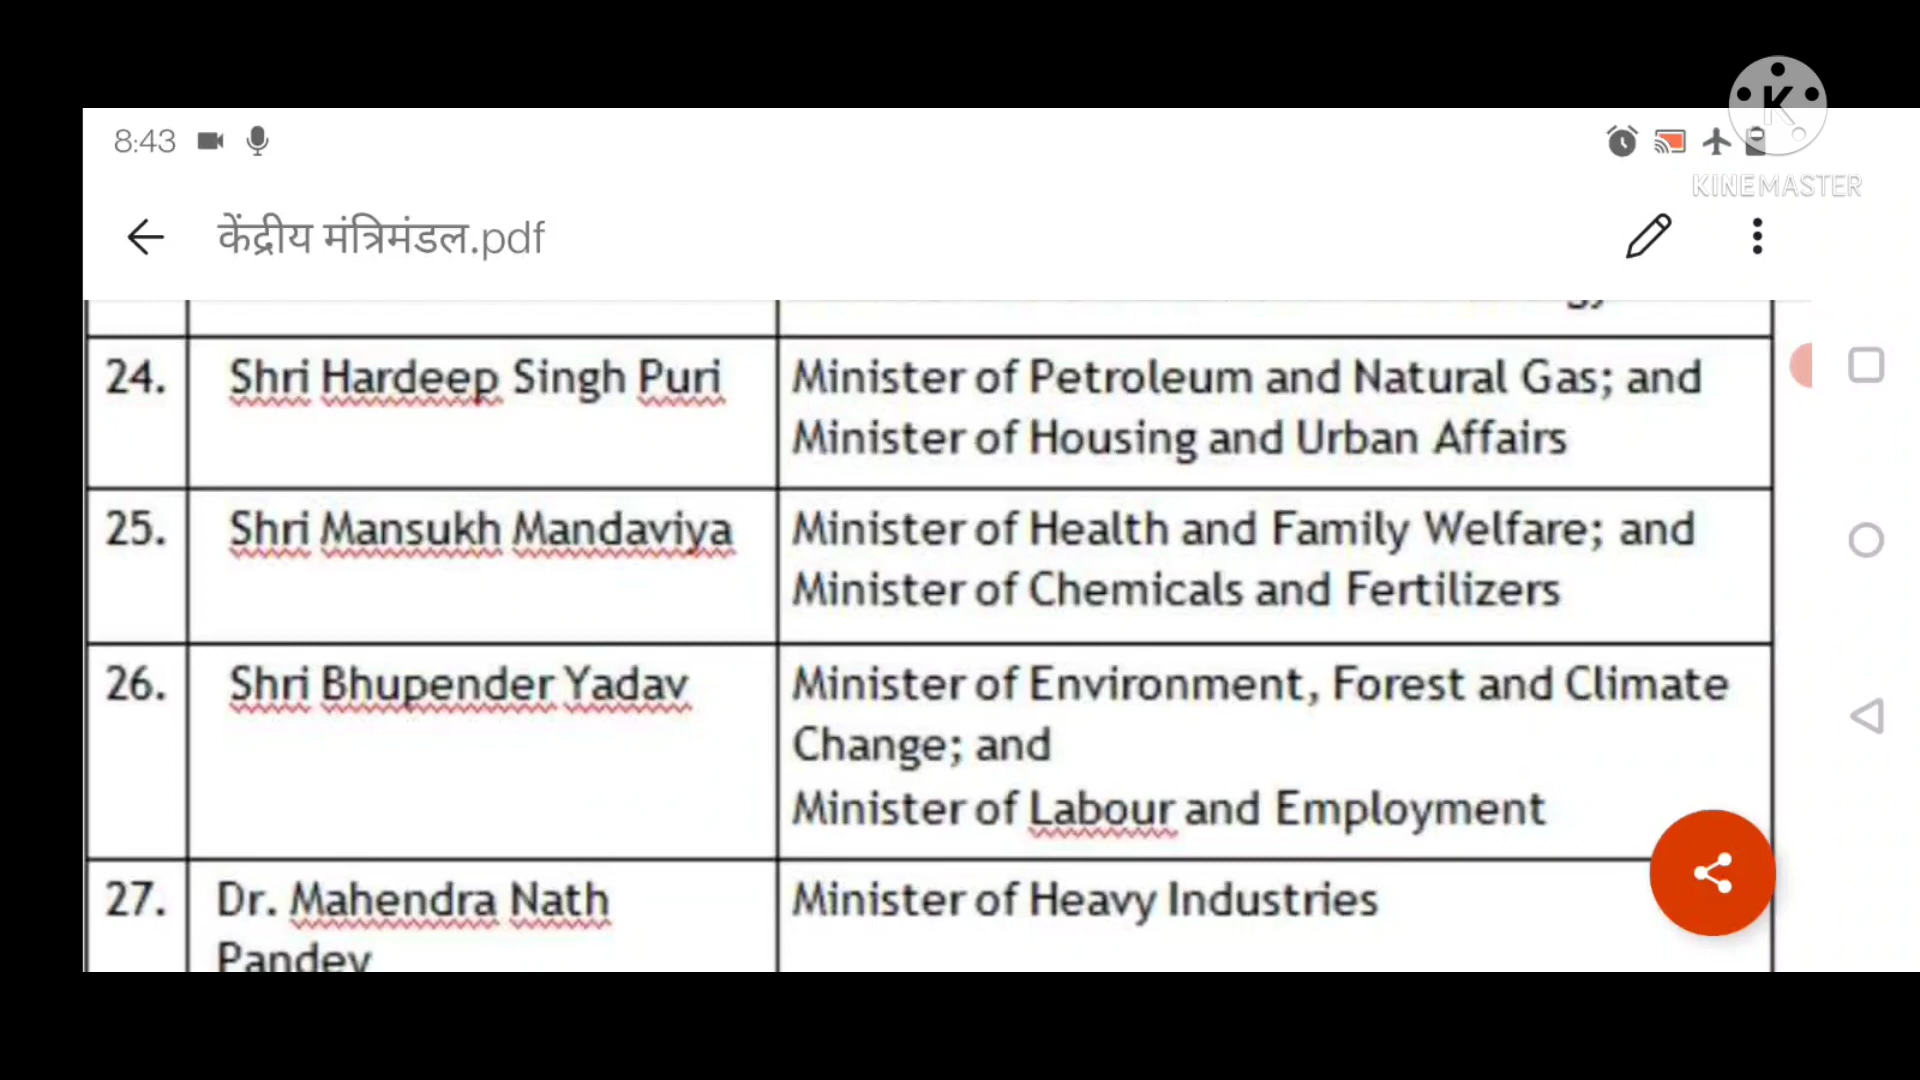 8:43
KINEMASTER
केंद्रीय मंत्रिमंडल.pdf
24. Shri Hardeep Singh Puri Minister of Petroleum and Natural Gas; and
Minister of Housing and Urban Affairs
25. Shri Mansukh Mandaviya Minister of Health and Family Welfare; and
Minister of Chemicals and Fertilizers
26. Shri Bhupender Yadav Minister of Environment, Forest and Climate
Change; and
Minister of Labour and Employment
27. Dr. Mahendra Nath Minister of Heavy Industries
Pandey